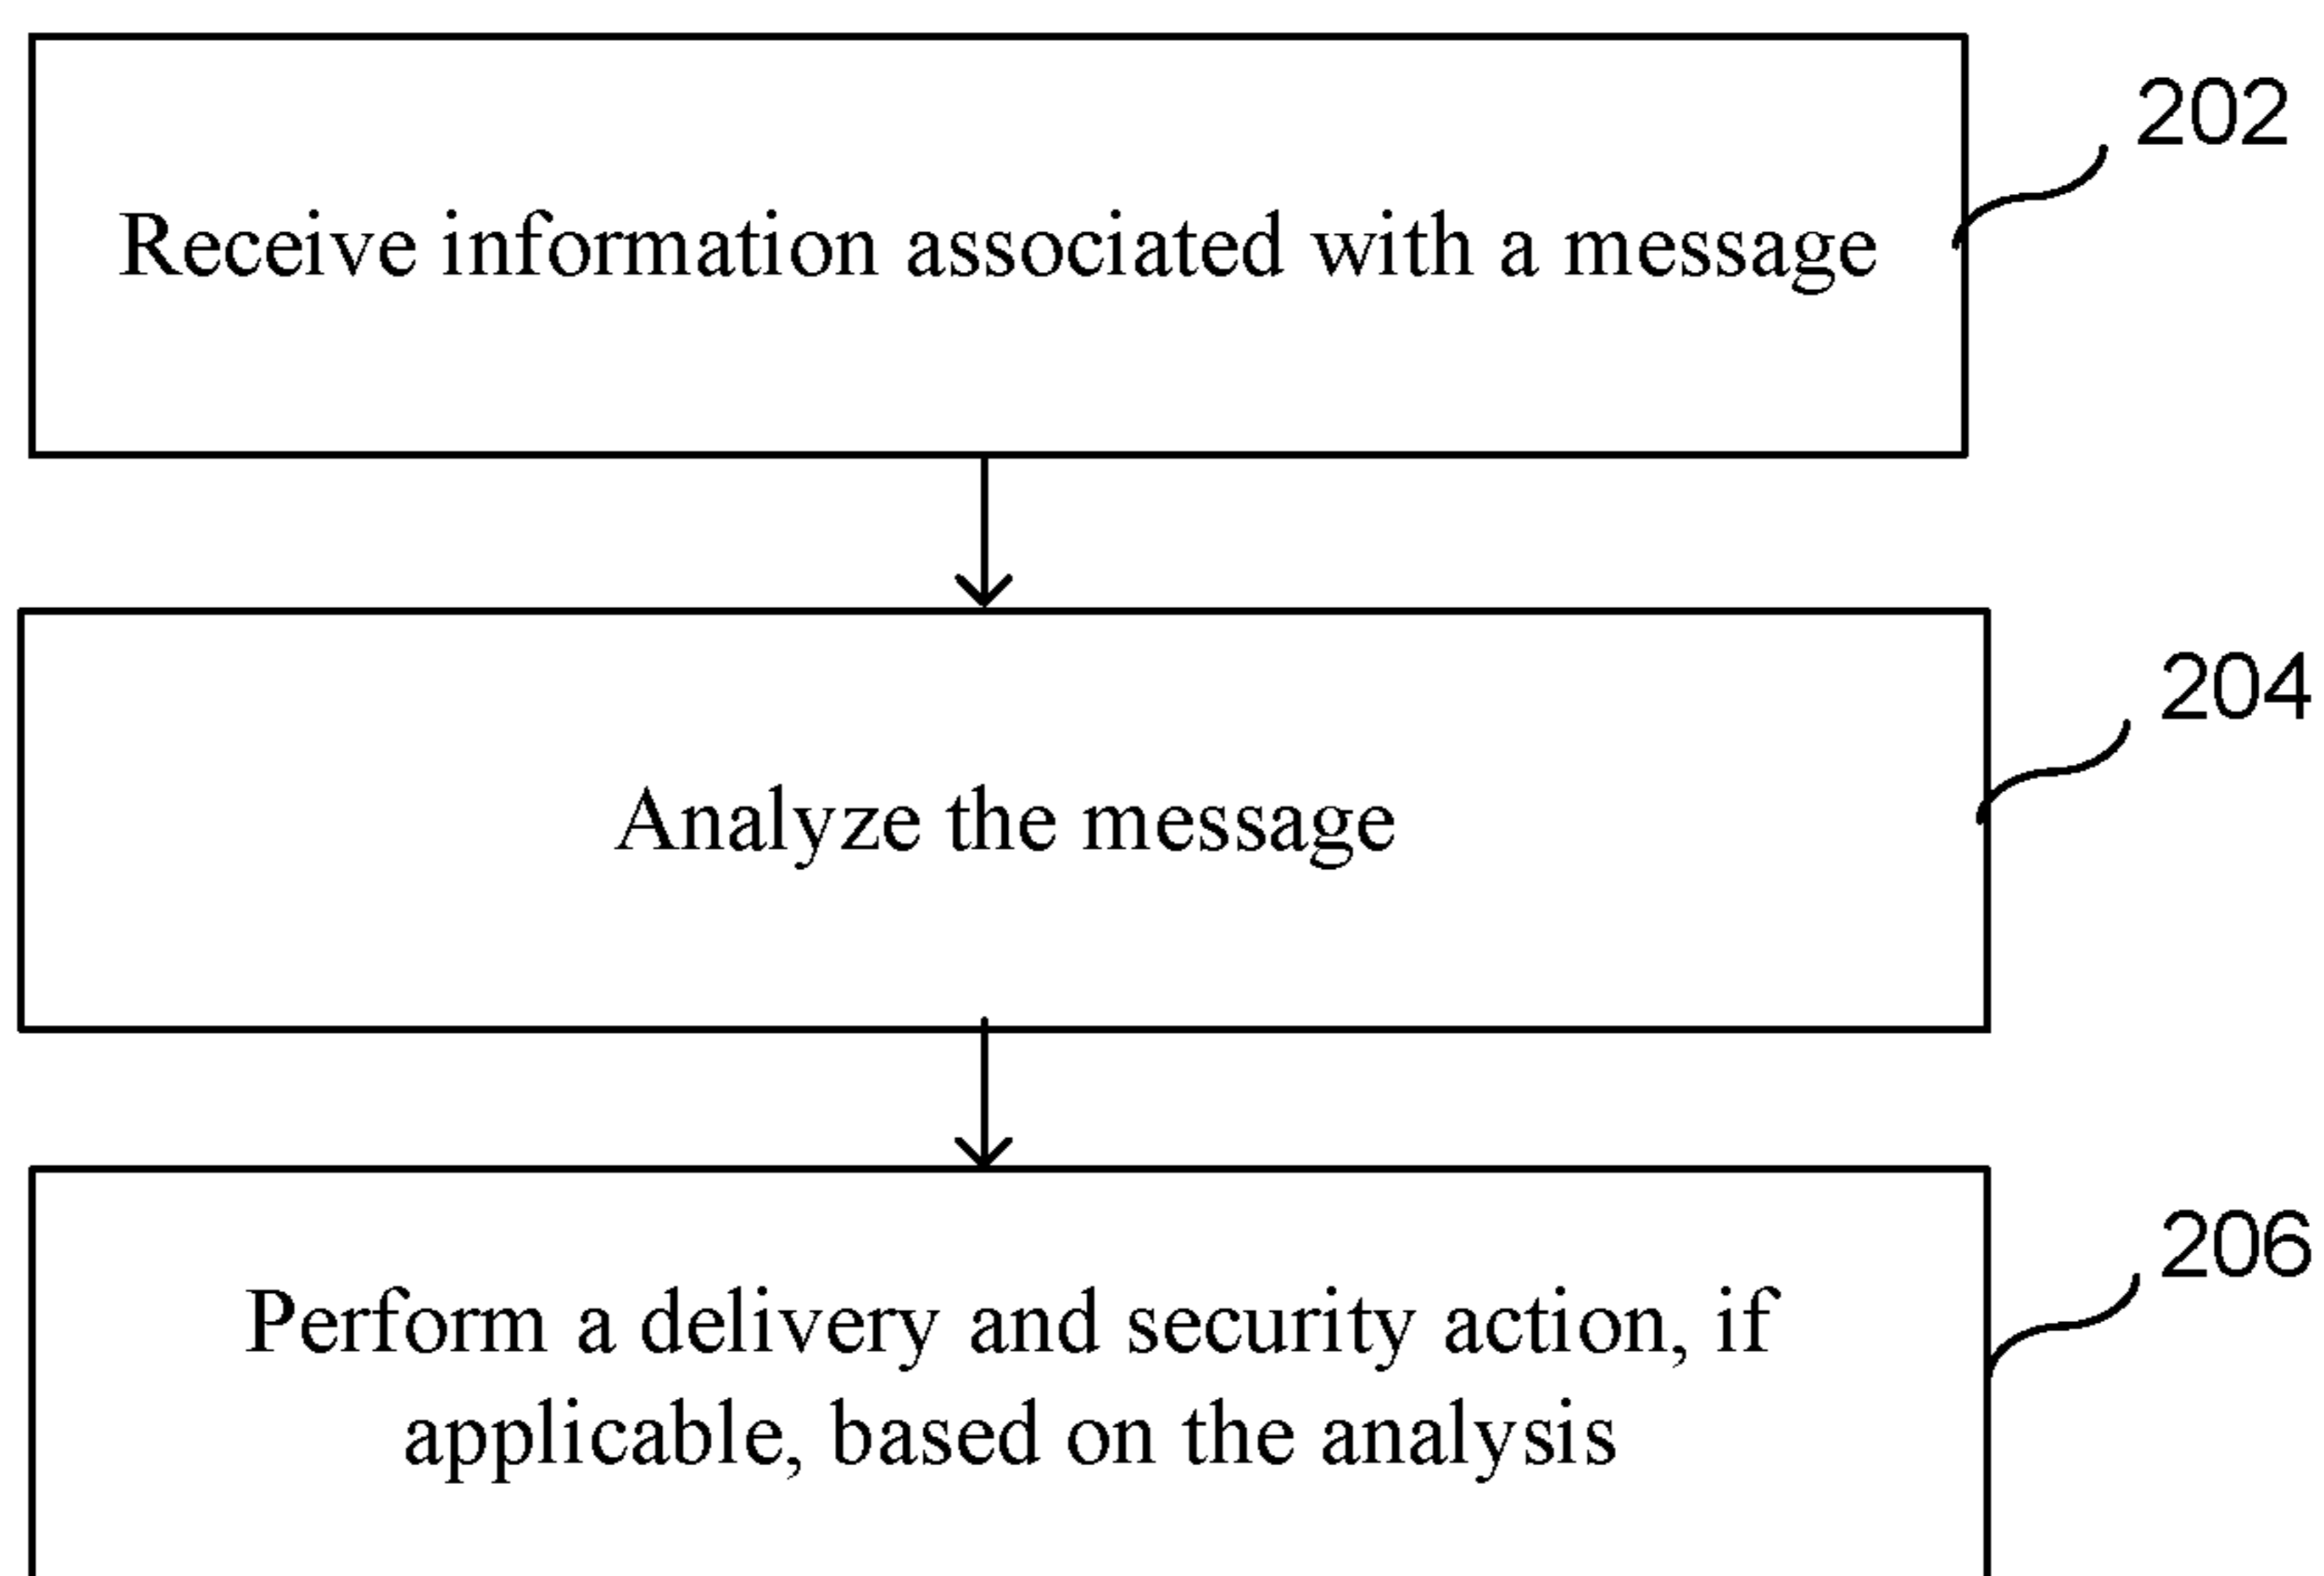 202
Receive information associated with a message
204
Analyze the message
206
Perform a delivery and security action, if
applicable, based on the analysis